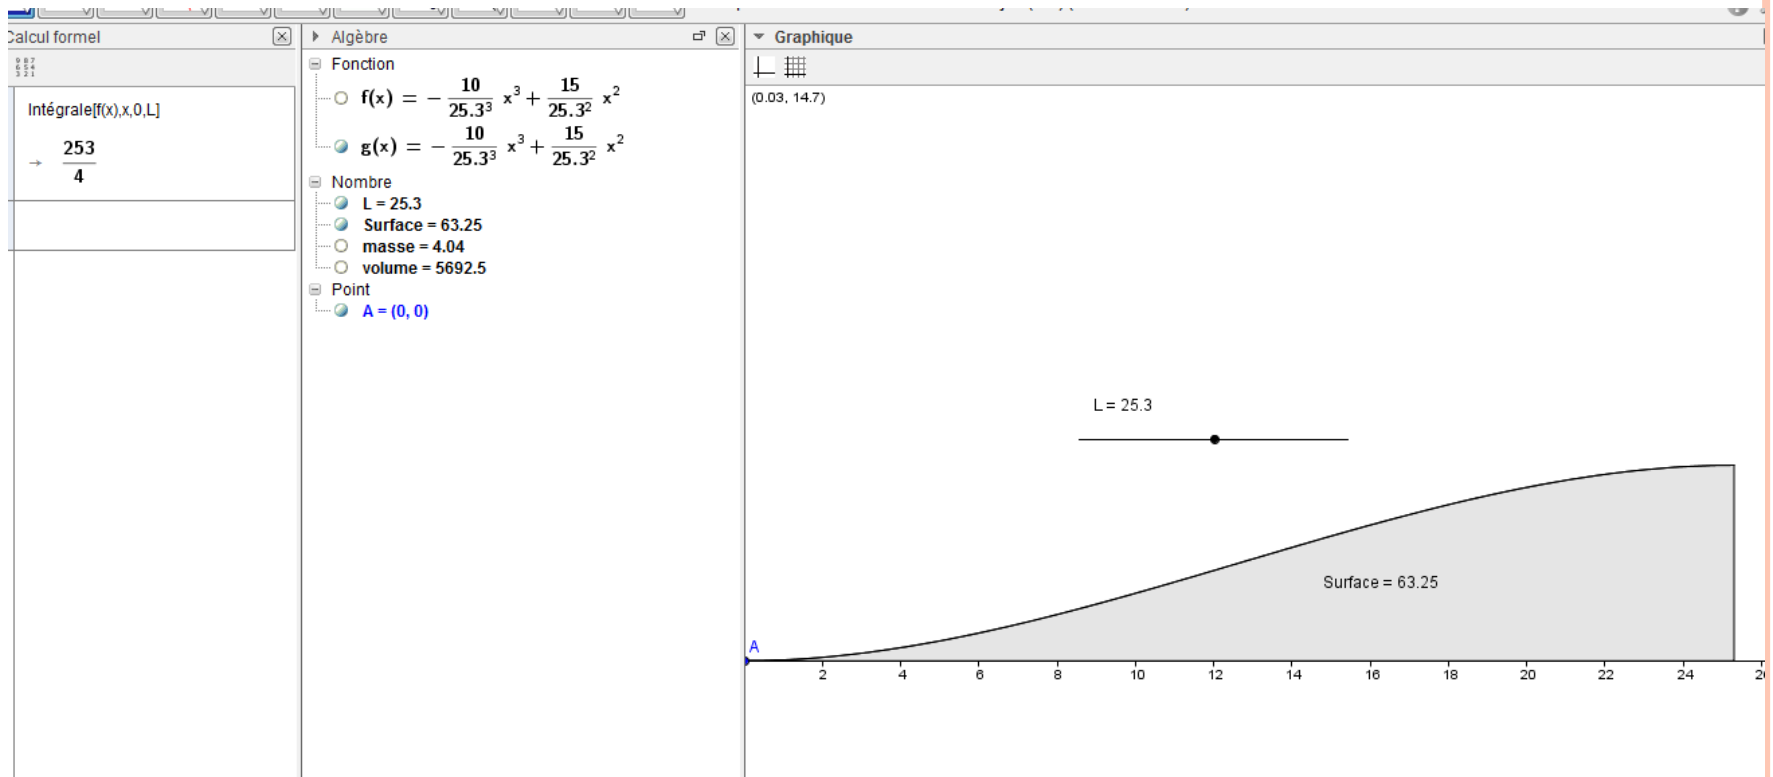 Calcul formel
Intégrale[f(x),x,0,L]
→ 253/4
Algèbre
Fonction
f(x) = − 10/25.3³ x³ + 15/25.3² x²
g(x) = − 10/25.3³ x³ + 15/25.3² x²
Nombre
L = 25.3
Surface = 63.25
masse = 4.04
volume = 5692.5
Point
A = (0, 0)
Graphique
(0.03, 14.7)
L = 25.3
Surface = 63.25
A
2 4 6 8 10 12 14 16 18 20 22 24